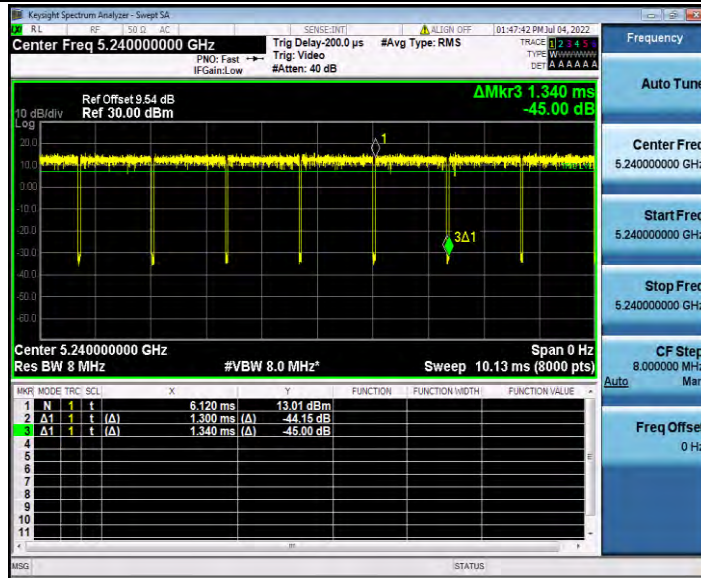 Keysight Spectrum Analyzer - Swept SA
RL RF 50 Ω AC SENSE:INT ALIGN OFF 01:47:42 PM Jul 04, 2022
Center Freq 5.240000000 GHz
PNO: Fast
IFGain:Low
Trig Delay-200.0 µs
Trig: Video
#Atten: 40 dB
#Avg Type: RMS
TRACE 1 2 3 4 5 6
TYPE WWWWWW
DET A A A A A A
Ref Offset 9.54 dB
10 dB/div Ref 30.00 dBm
Log
ΔMkr3 1.340 ms
-45.00 dB
20.0
10.0
0.00
-10.0
-20.0
-30.0
-40.0
-50.0
-60.0
1
3Δ1
Center 5.240000000 GHz Span 0 Hz
Res BW 8 MHz #VBW 8.0 MHz* Sweep 10.13 ms (8000 pts)
MKR MODE TRC SCL X Y FUNCTION FUNCTION WIDTH FUNCTION VALUE
1 N 1 t 6.120 ms 13.01 dBm
2 Δ1 1 t (Δ) 1.300 ms (Δ) -44.15 dB
3 Δ1 1 t (Δ) 1.340 ms (Δ) -45.00 dB
4
5
6
7
8
9
10
11
MSG STATUS
Frequency
Auto Tune
Center Freq
5.240000000 GHz
Start Freq
5.240000000 GHz
Stop Freq
5.240000000 GHz
CF Step
8.000000 MHz
Auto Man
Freq Offset
0 Hz